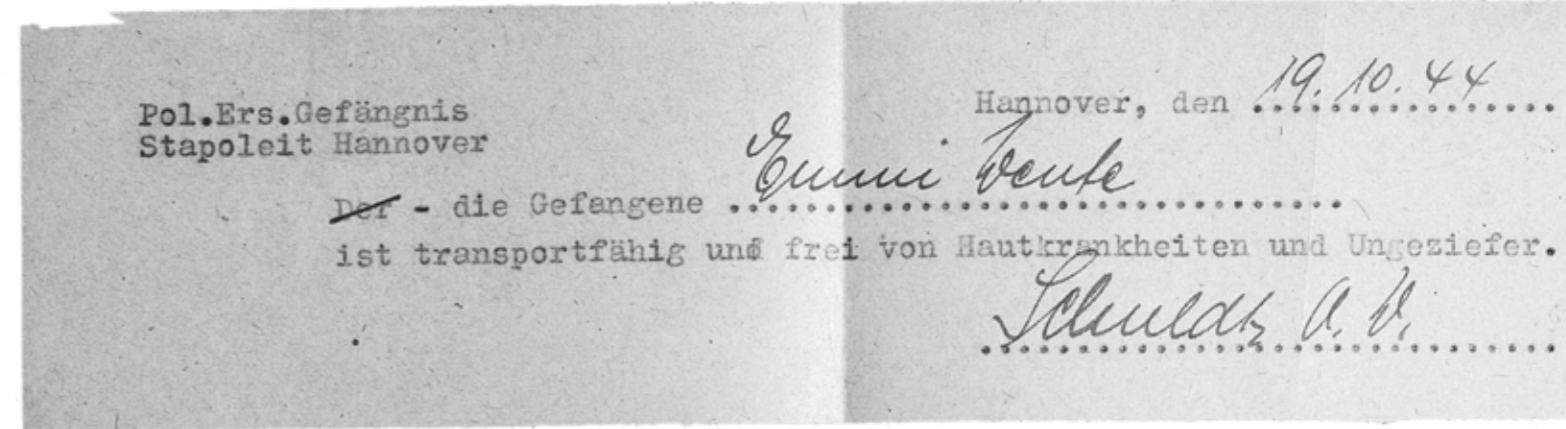 Hannover, den 19.10.44
Pol.Ers.Gefängnis
Stapoleit Hannover
Der - die Gefangene Emmi Wente
ist transportfähig und frei von Hautkrankheiten und Ungeziefer.